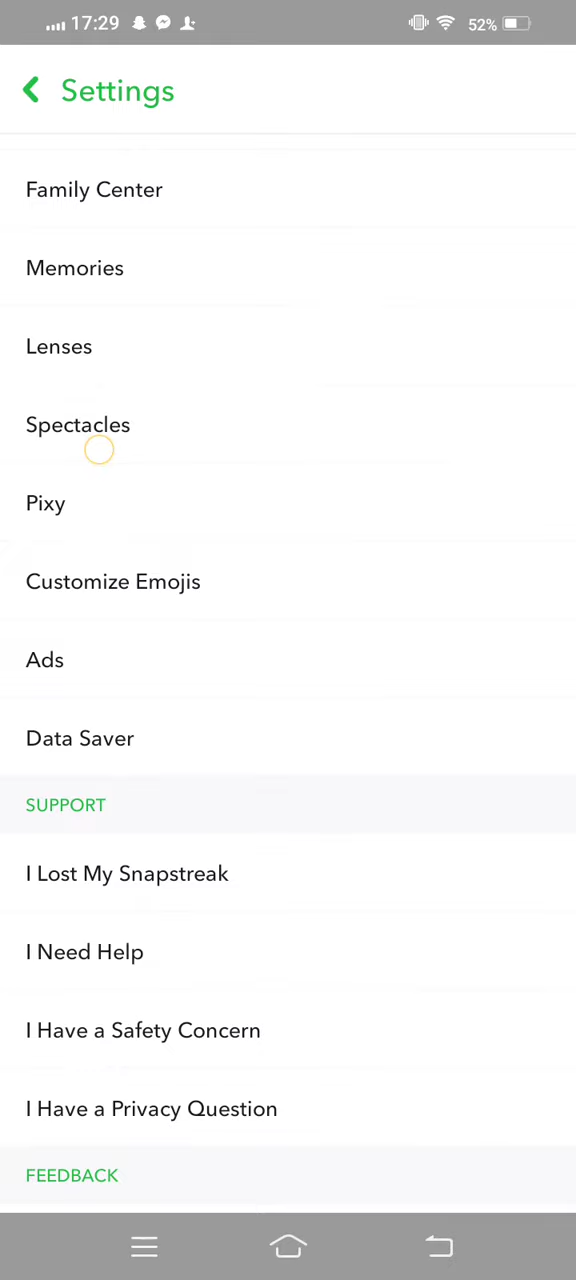 17:29
52%
Settings
Family Center
Memories
Lenses
Spectacles
Pixy
Customize Emojis
Ads
Data Saver
SUPPORT
I Lost My Snapstreak
I Need Help
I Have a Safety Concern
I Have a Privacy Question
FEEDBACK